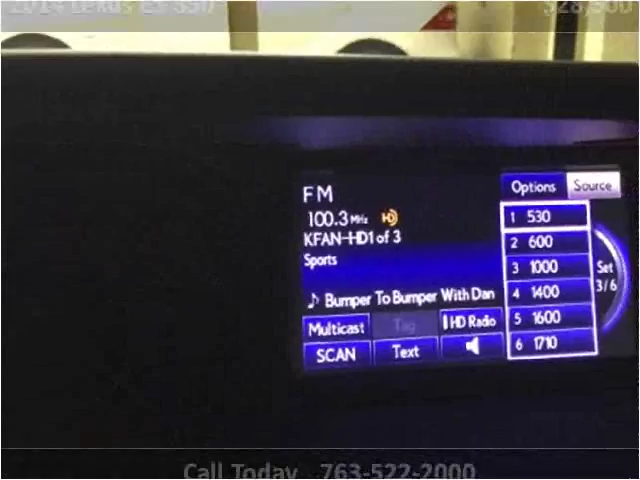 2014 Lexus ES 350 $28,500
Options Source
FM
100.3 MHz HD
KFAN-HD1 of 3
Sports
♪ Bumper To Bumper With Dan
Multicast Tag HD Radio
SCAN Text
1 530
2 600
3 1000
4 1400
5 1600
6 1710
Set
3/6
Call Today 763-522-2000